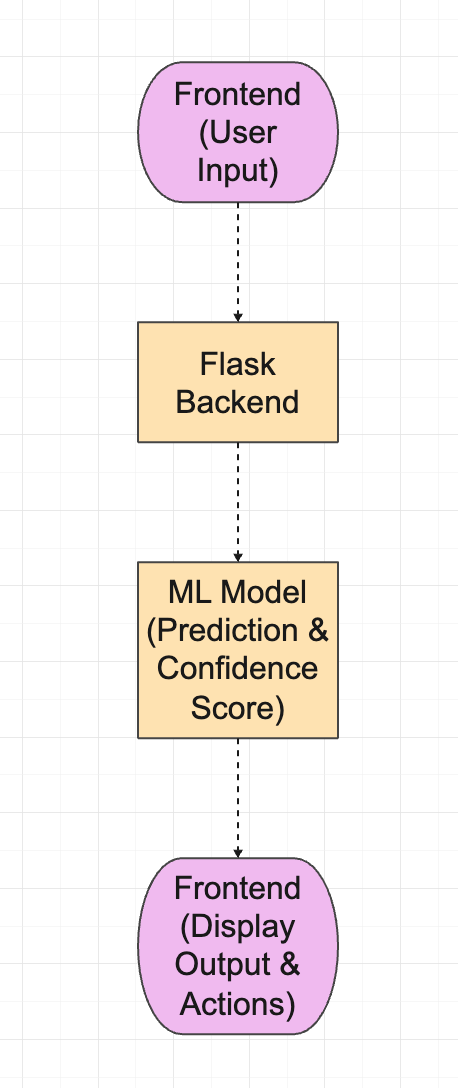 Frontend
(User
Input)
Flask
Backend
ML Model
(Prediction &
Confidence
Score)
Frontend
(Display
Output &
Actions)